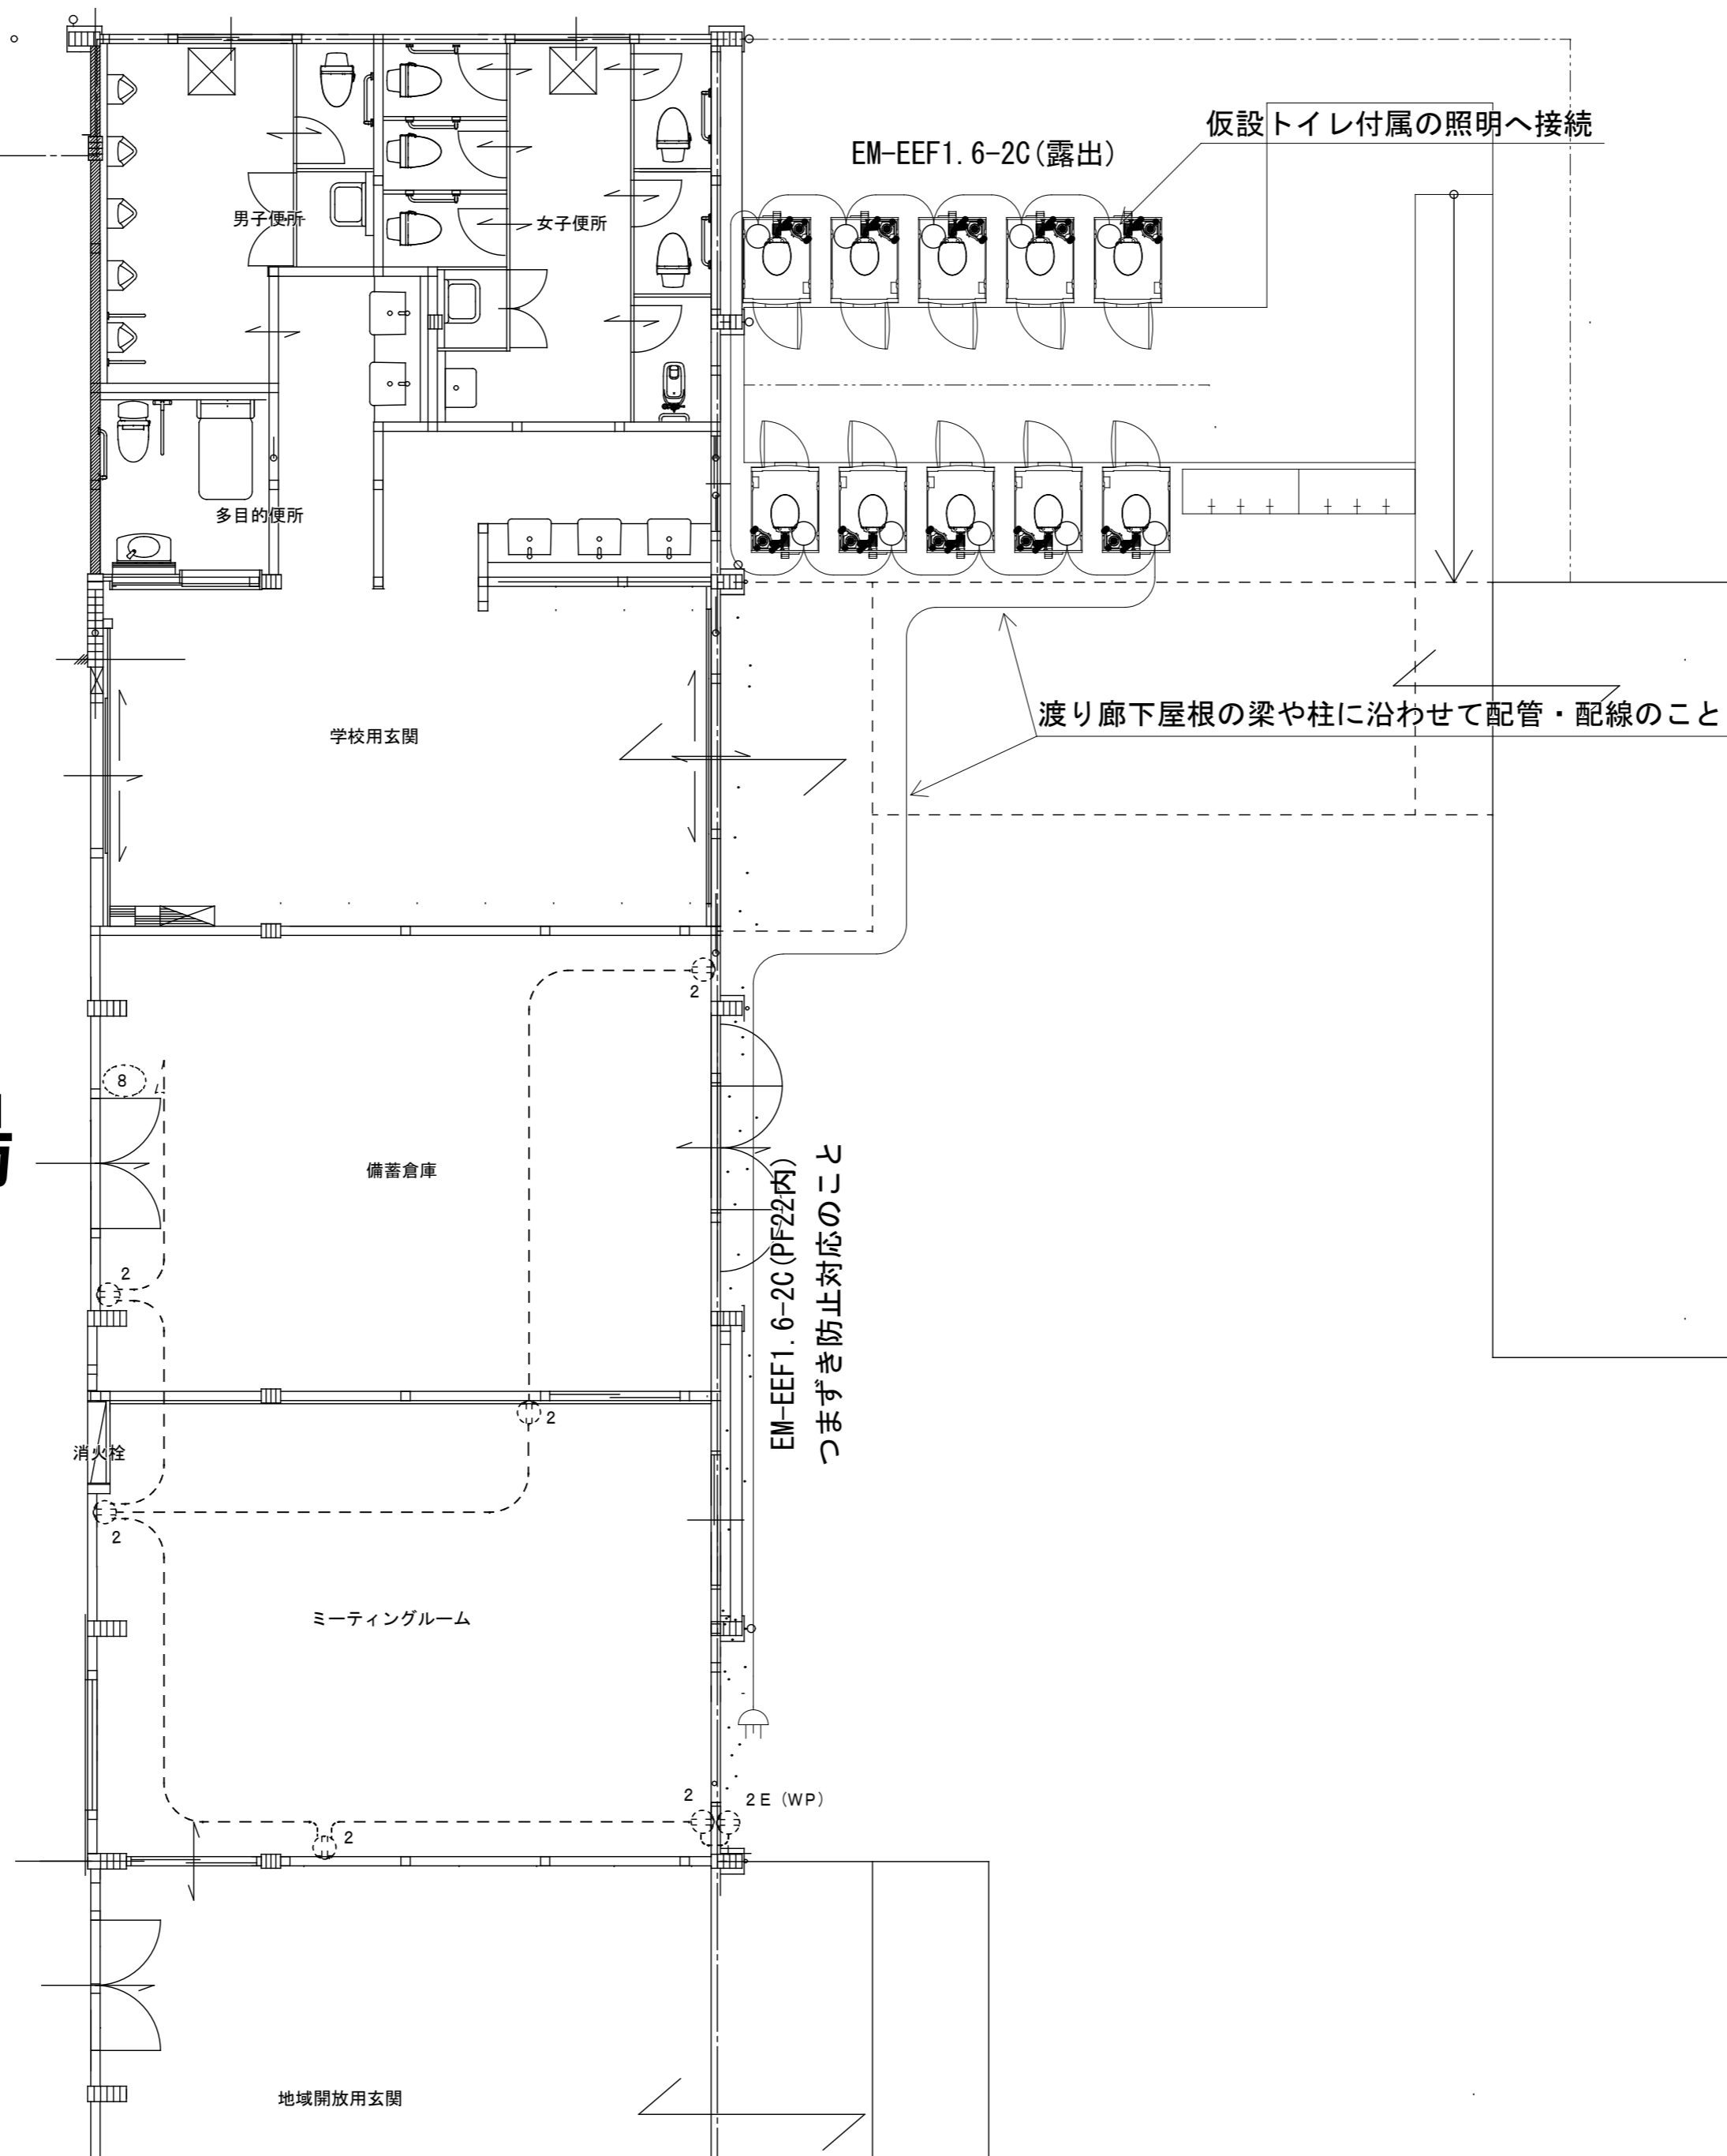 仮設トイレ付属の照明へ接続
EM-EEF1.6-2C(露出)
男子便所
女子便所
多目的便所
渡り廊下屋根の梁や柱に沿わせて配管・配線のこと
学校用玄関
2
8
備蓄倉庫
EM-EEF1.6-2C(PF22内)
つまずき防止対応のこと
2
2
消火栓
2
ミーティングルーム
2
2E(WP)
2
地域開放用玄関